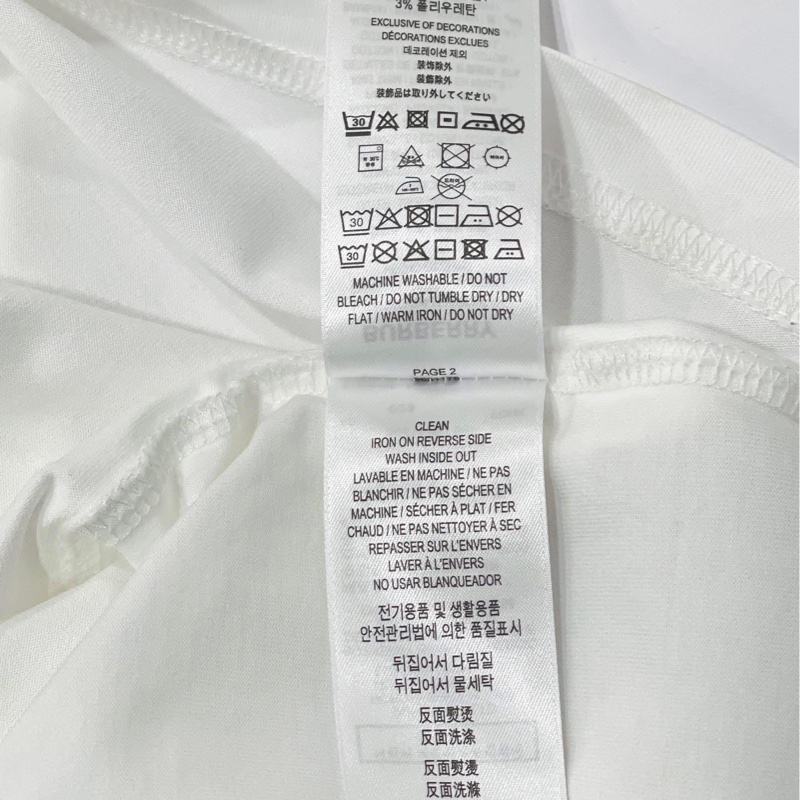 3% 폴리우레탄
EXCLUSIVE OF DECORATIONS
DÉCORATIONS EXCLUES
데코레이션 제외
装饰除外
装飾除外
装飾品は取り外してください
30
30
30
MACHINE WASHABLE / DO NOT
BLEACH / DO NOT TUMBLE DRY / DRY
FLAT / WARM IRON / DO NOT DRY
BURBERRY
PAGE 2
CLEAN
IRON ON REVERSE SIDE
WASH INSIDE OUT
LAVABLE EN MACHINE / NE PAS
BLANCHIR / NE PAS SÉCHER EN
MACHINE / SÉCHER À PLAT / FER
CHAUD / NE PAS NETTOYER À SEC
REPASSER SUR L'ENVERS
LAVER À L'ENVERS
NO USAR BLANQUEADOR
전기용품 및 생활용품
안전관리법에 의한 품질표시
뒤집어서 다림질
뒤집어서 물세탁
反面熨烫
反面洗涤
反面熨燙
反面洗滌